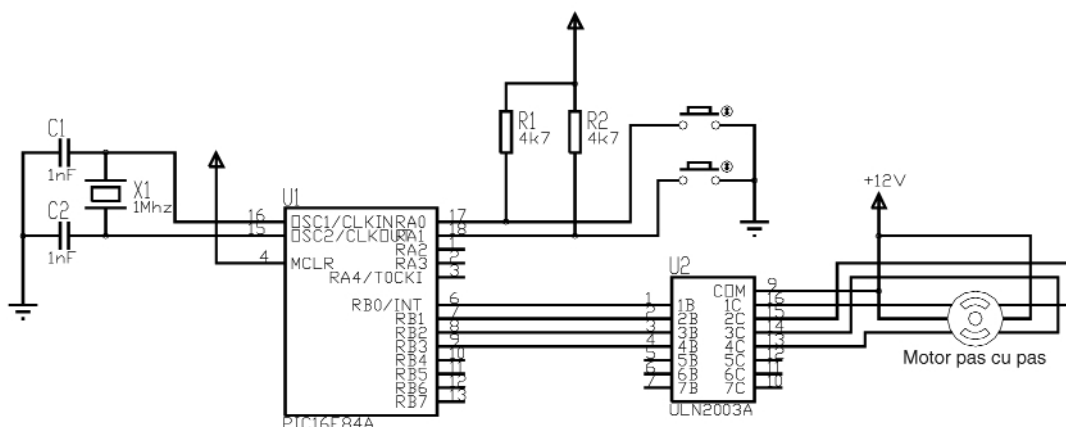 C1
1nF
X1
1Mhz
C2
1nF
R1
4k7
R2
4k7
U1
16
OSC1/CLKIN
RA0
17
15
OSC2/CLKOUT
RA1
18
RA2
1
4
MCLR
RA3
2
RA4/T0CKI
3
RB0/INT
6
RB1
7
RB2
8
RB3
9
RB4
10
RB5
11
RB6
12
RB7
13
PIC16F84A
U2
COM
9
1
1B
1C
16
2
2B
2C
15
3
3B
3C
14
4
4B
4C
13
5
5B
5C
12
6
6B
6C
11
7
7B
7C
10
ULN2003A
+12V
Motor pas cu pas